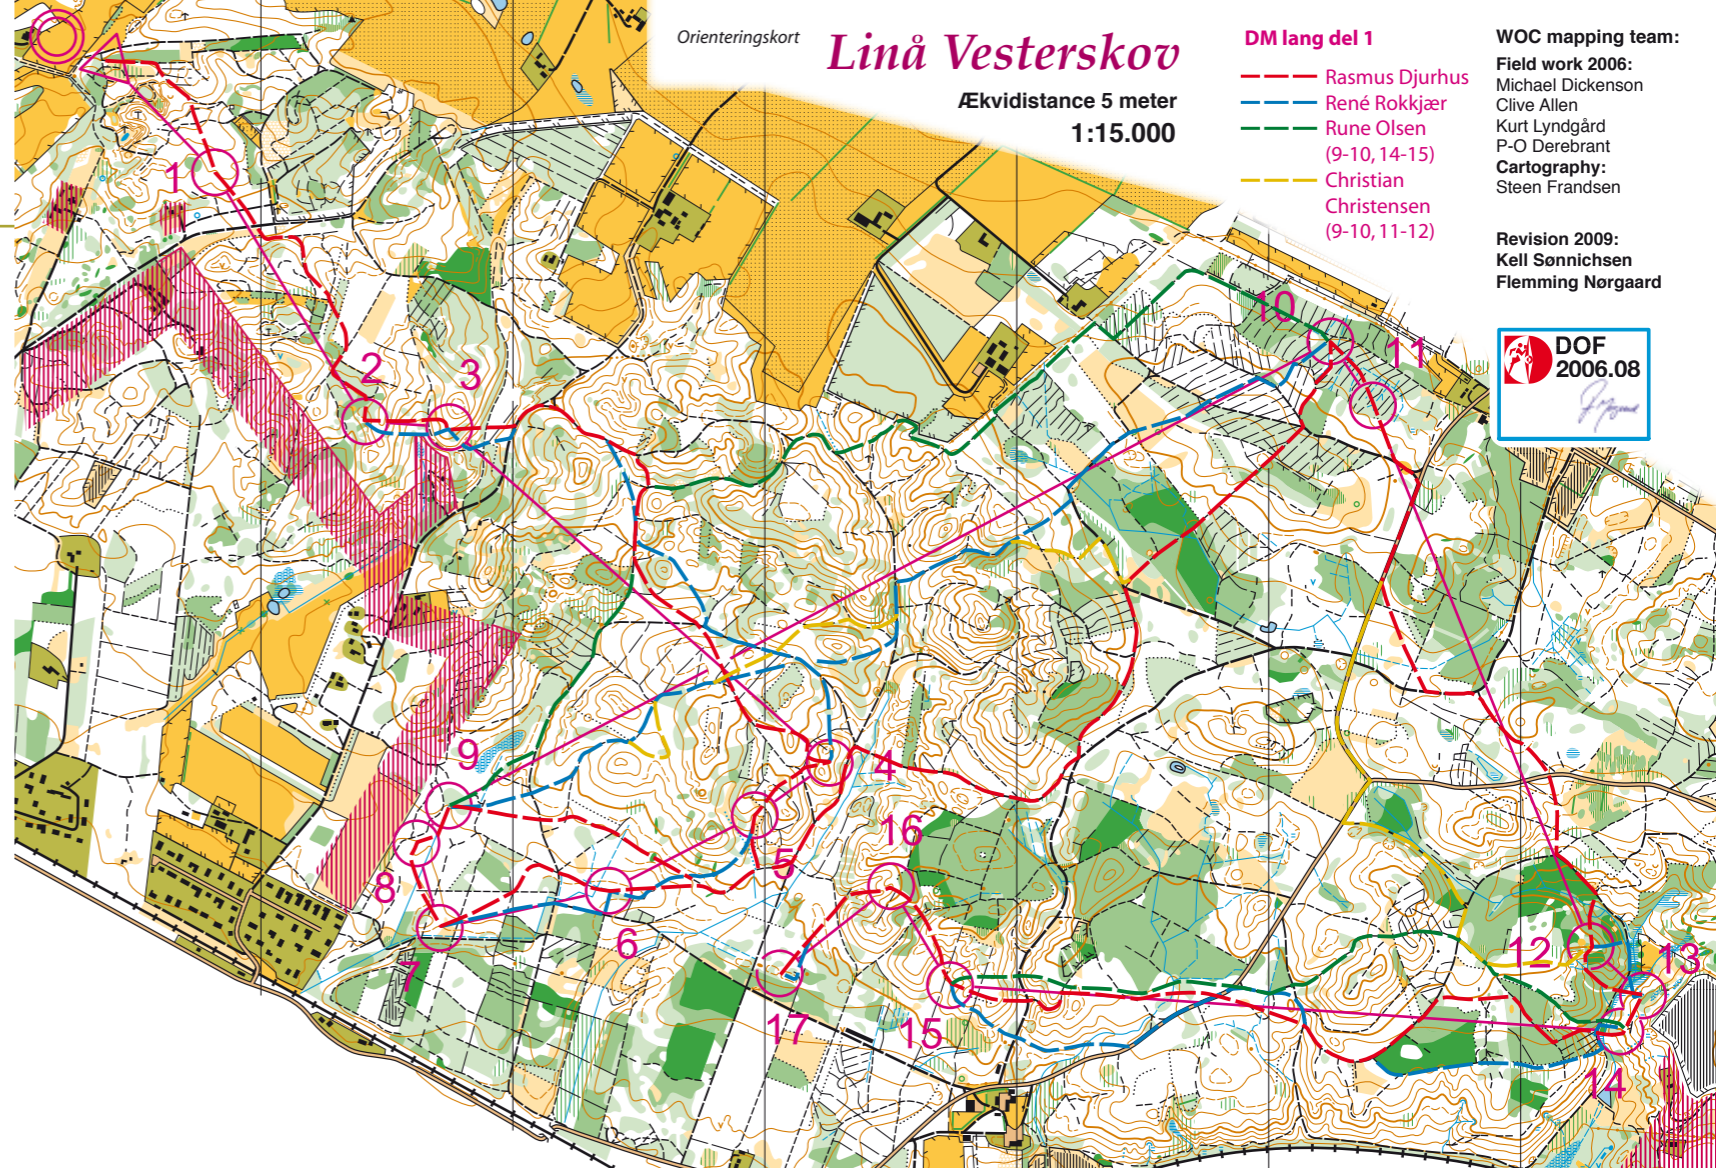 Orienteringskort
Linå Vesterskov
Ækvidistance 5 meter
1:15.000
DM lang del 1
Rasmus Djurhus
René Rokkjær
Rune Olsen
(9-10, 14-15)
Christian
Christensen
(9-10, 11-12)
WOC mapping team:
Field work 2006:
Michael Dickenson
Clive Allen
Kurt Lyndgård
P-O Derebrant
Cartography:
Steen Frandsen
Revision 2009:
Kell Sønnichsen
Flemming Nørgaard
DOF
2006.08
1
2
3
4
5
6
7
8
9
10
11
12
13
14
15
16
17